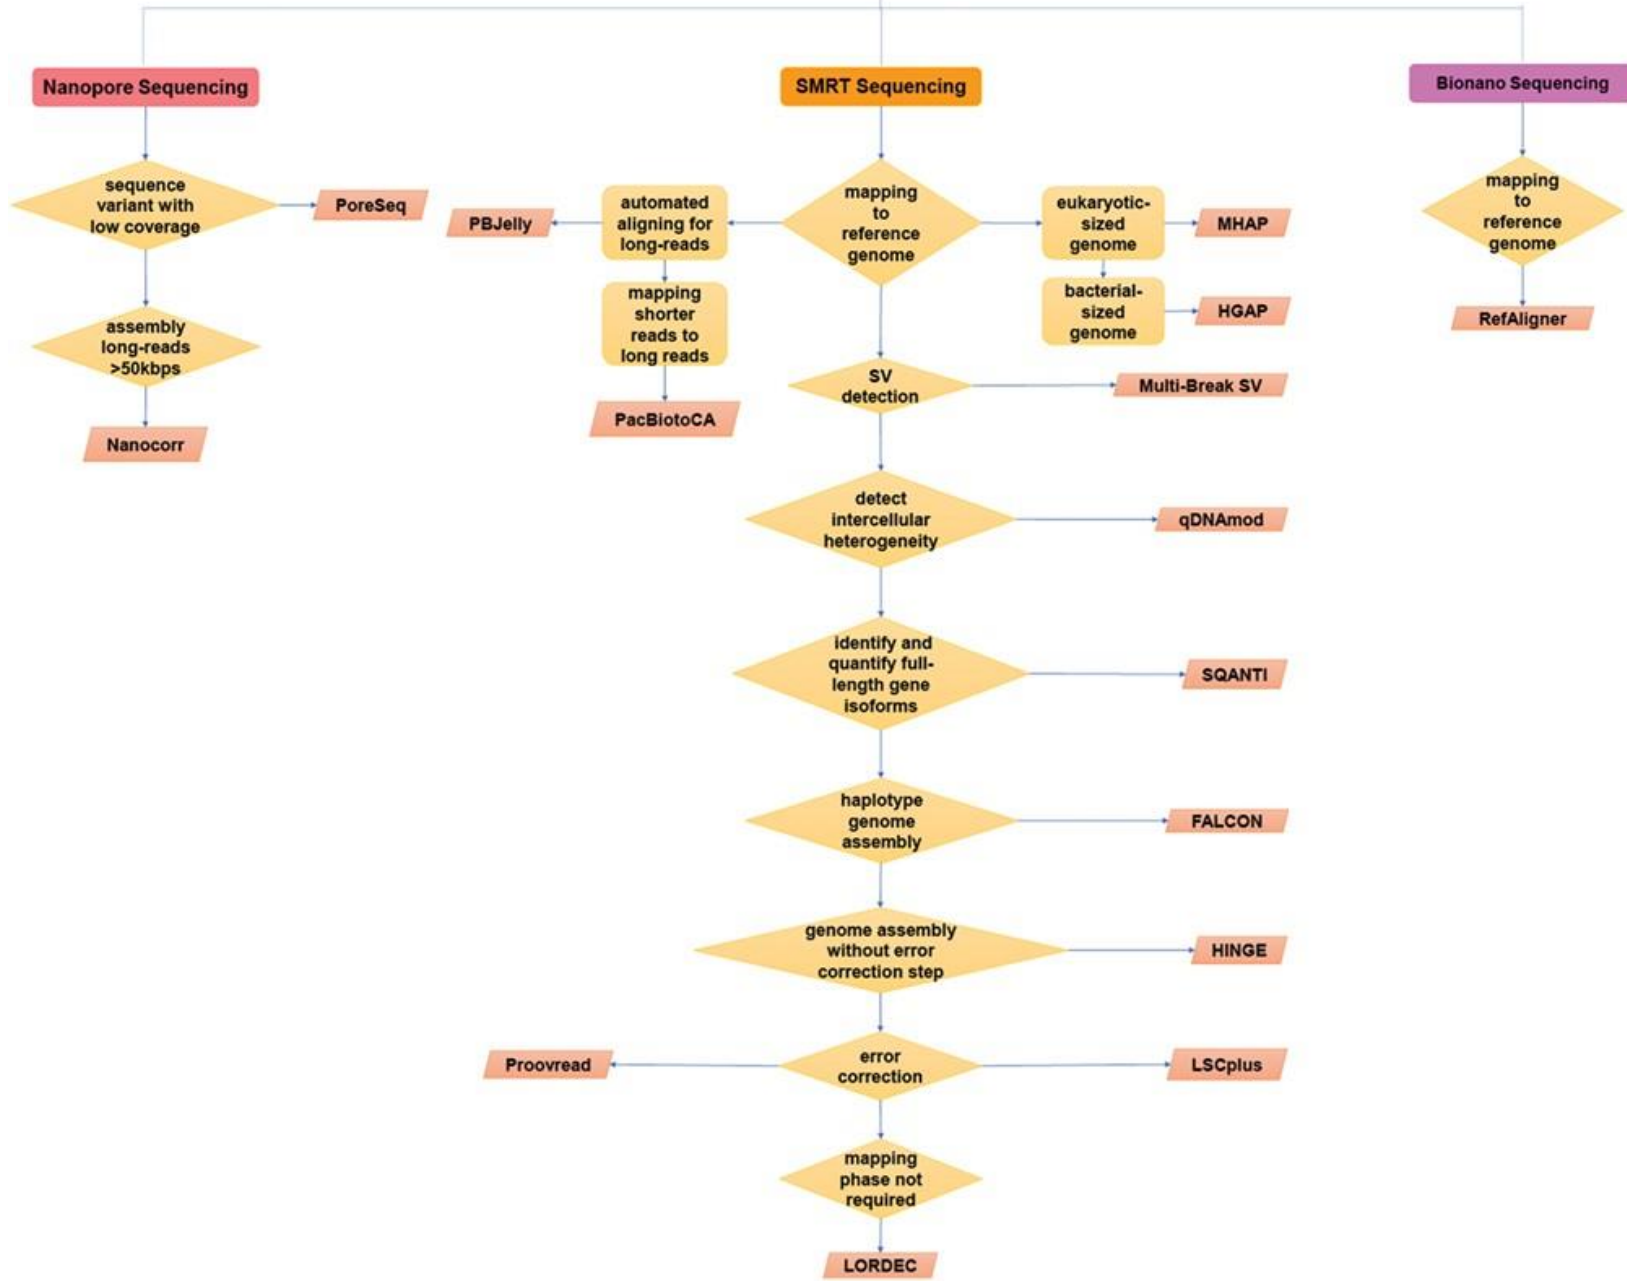 Nanopore Sequencing
SMRT Sequencing
Bionano Sequencing
sequence
variant with
low coverage
PoreSeq
assembly
long-reads
>50kbps
Nanocorr
mapping
to
reference
genome
automated
aligning for
long-reads
PBJelly
mapping
shorter
reads to
long reads
PacBiotoCA
eukaryotic-
sized
genome
MHAP
bacterial-
sized
genome
HGAP
SV
detection
Multi-Break SV
detect
intercellular
heterogeneity
qDNAmod
identify and
quantify full-
length gene
isoforms
SQANTI
haplotype
genome
assembly
FALCON
genome assembly
without error
correction step
HINGE
error
correction
Proovread
LSCplus
mapping
phase not
required
LORDEC
mapping
to
reference
genome
RefAligner